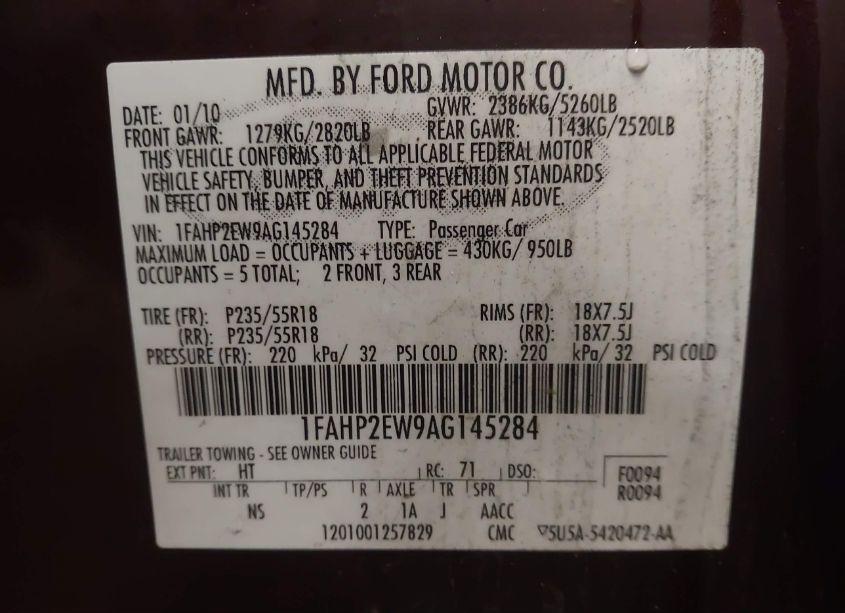 MFD. BY FORD MOTOR CO.
DATE: 01/10 GVWR: 2386KG/5260LB
FRONT GAWR: 1279KG/2820LB REAR GAWR: 1143KG/2520LB
THIS VEHICLE CONFORMS TO ALL APPLICABLE FEDERAL MOTOR
VEHICLE SAFETY, BUMPER, AND THEFT PREVENTION STANDARDS
IN EFFECT ON THE DATE OF MANUFACTURE SHOWN ABOVE.
VIN: 1FAHP2EW9AG145284 TYPE: Passenger Car
MAXIMUM LOAD = OCCUPANTS + LUGGAGE = 430KG/ 950LB
OCCUPANTS = 5 TOTAL; 2 FRONT, 3 REAR
TIRE (FR): P235/55R18 RIMS (FR): 18X7.5J
(RR): P235/55R18 (RR): 18X7.5J
PRESSURE (FR): 220 kPa/ 32 PSI COLD (RR): 220 kPa/ 32 PSI COLD
1FAHP2EW9AG145284
TRAILER TOWING - SEE OWNER GUIDE
EXT PNT: HT RC: 71 DSO: F0094
INT TR TP/PS R AXLE TR SPR R0094
NS 2 1A J AACC
1201001257829 CMC ▽5U5A-5420472-AA